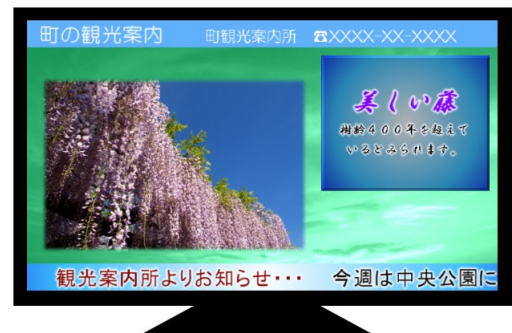 町の観光案内 町観光案内所 ☎XXXX-XX-XXXX
美しい藤
樹齢400年を超えて
いるとみられます。
観光案内所よりお知らせ・・・ 今週は中央公園に